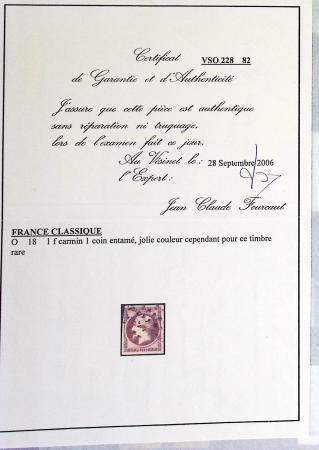 Certificat VSO 228 82
de Garantie et d'Authenticité
J'assure que cette pièce est authentique
sans réparation ni truquage,
lors de l'examen fait ce jour.
Au Vésinet le : 28 Septembre 2006
l'Expert :
Jean Claude Fourcaut
FRANCE CLASSIQUE
O 18 1 f carmin 1 coin entamé, jolie couleur cependant pour ce timbre
rare